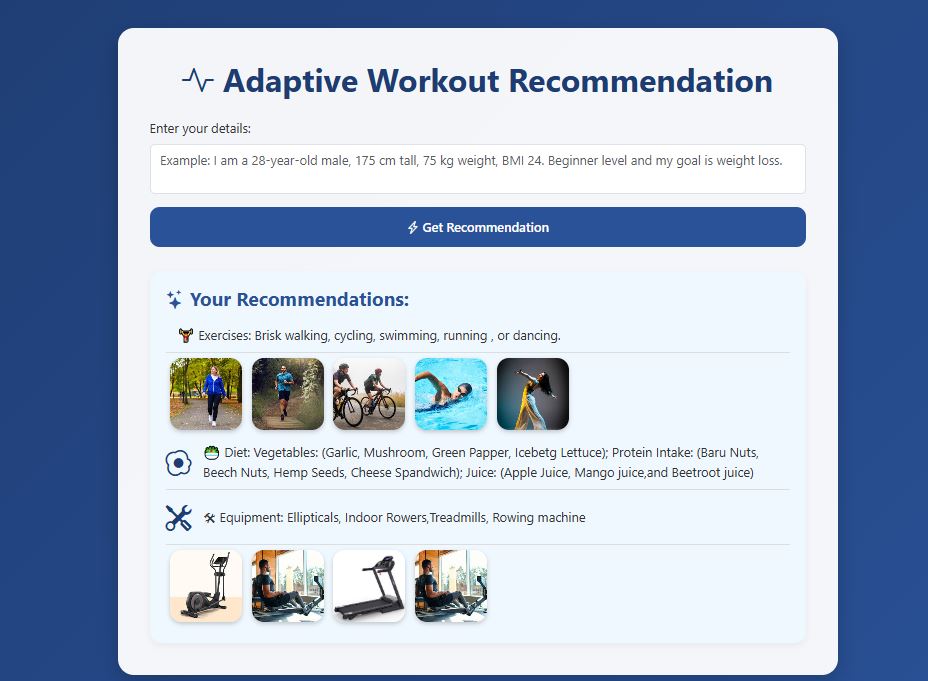 Adaptive Workout Recommendation
Enter your details:
Example: I am a 28-year-old male, 175 cm tall, 75 kg weight, BMI 24. Beginner level and my goal is weight loss.
Get Recommendation
Your Recommendations:
Exercises: Brisk walking, cycling, swimming, running , or dancing.
Diet: Vegetables: (Garlic, Mushroom, Green Papper, Icebetg Lettuce); Protein Intake: (Baru Nuts,
Beech Nuts, Hemp Seeds, Cheese Spandwich); Juice: (Apple Juice, Mango juice,and Beetroot juice)
Equipment: Ellipticals, Indoor Rowers,Treadmills, Rowing machine